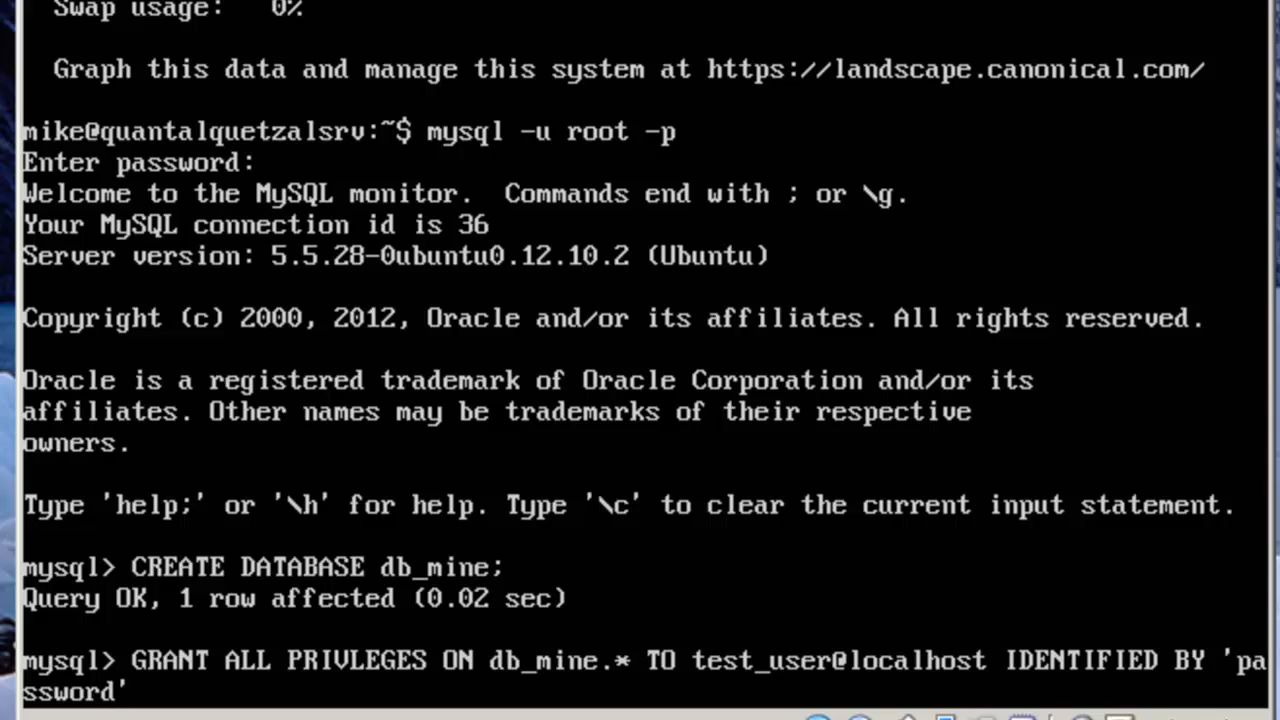 Swap usage:   0%
Graph this data and manage this system at https://landscape.canonical.com/
mike@quantalquetzalsrv:~$ mysql -u root -p
Enter password:
Welcome to the MySQL monitor.  Commands end with ; or \g.
Your MySQL connection id is 36
Server version: 5.5.28-0ubuntu0.12.10.2 (Ubuntu)
Copyright (c) 2000, 2012, Oracle and/or its affiliates. All rights reserved.
Oracle is a registered trademark of Oracle Corporation and/or its
affiliates. Other names may be trademarks of their respective
owners.
Type 'help;' or '\h' for help. Type '\c' to clear the current input statement.
mysql> CREATE DATABASE db_mine;
Query OK, 1 row affected (0.02 sec)
mysql> GRANT ALL PRIVLEGES ON db_mine.* TO test_user@localhost IDENTIFIED BY 'pa
ssword'